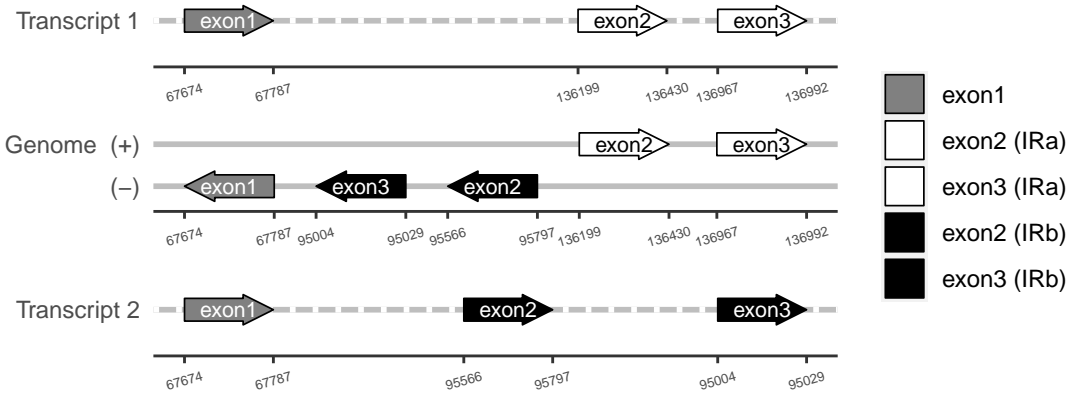 Transcript 1 exon1 exon2 exon3
67674 67787 136199 136430 136967 136992
Genome (+) exon2 exon3
(−) exon1 exon3 exon2
67674 67787 95004 95029 95566 95797 136199 136430 136967 136992
Transcript 2 exon1 exon2 exon3
67674 67787 95566 95797 95004 95029
exon1
exon2 (IRa)
exon3 (IRa)
exon2 (IRb)
exon3 (IRb)